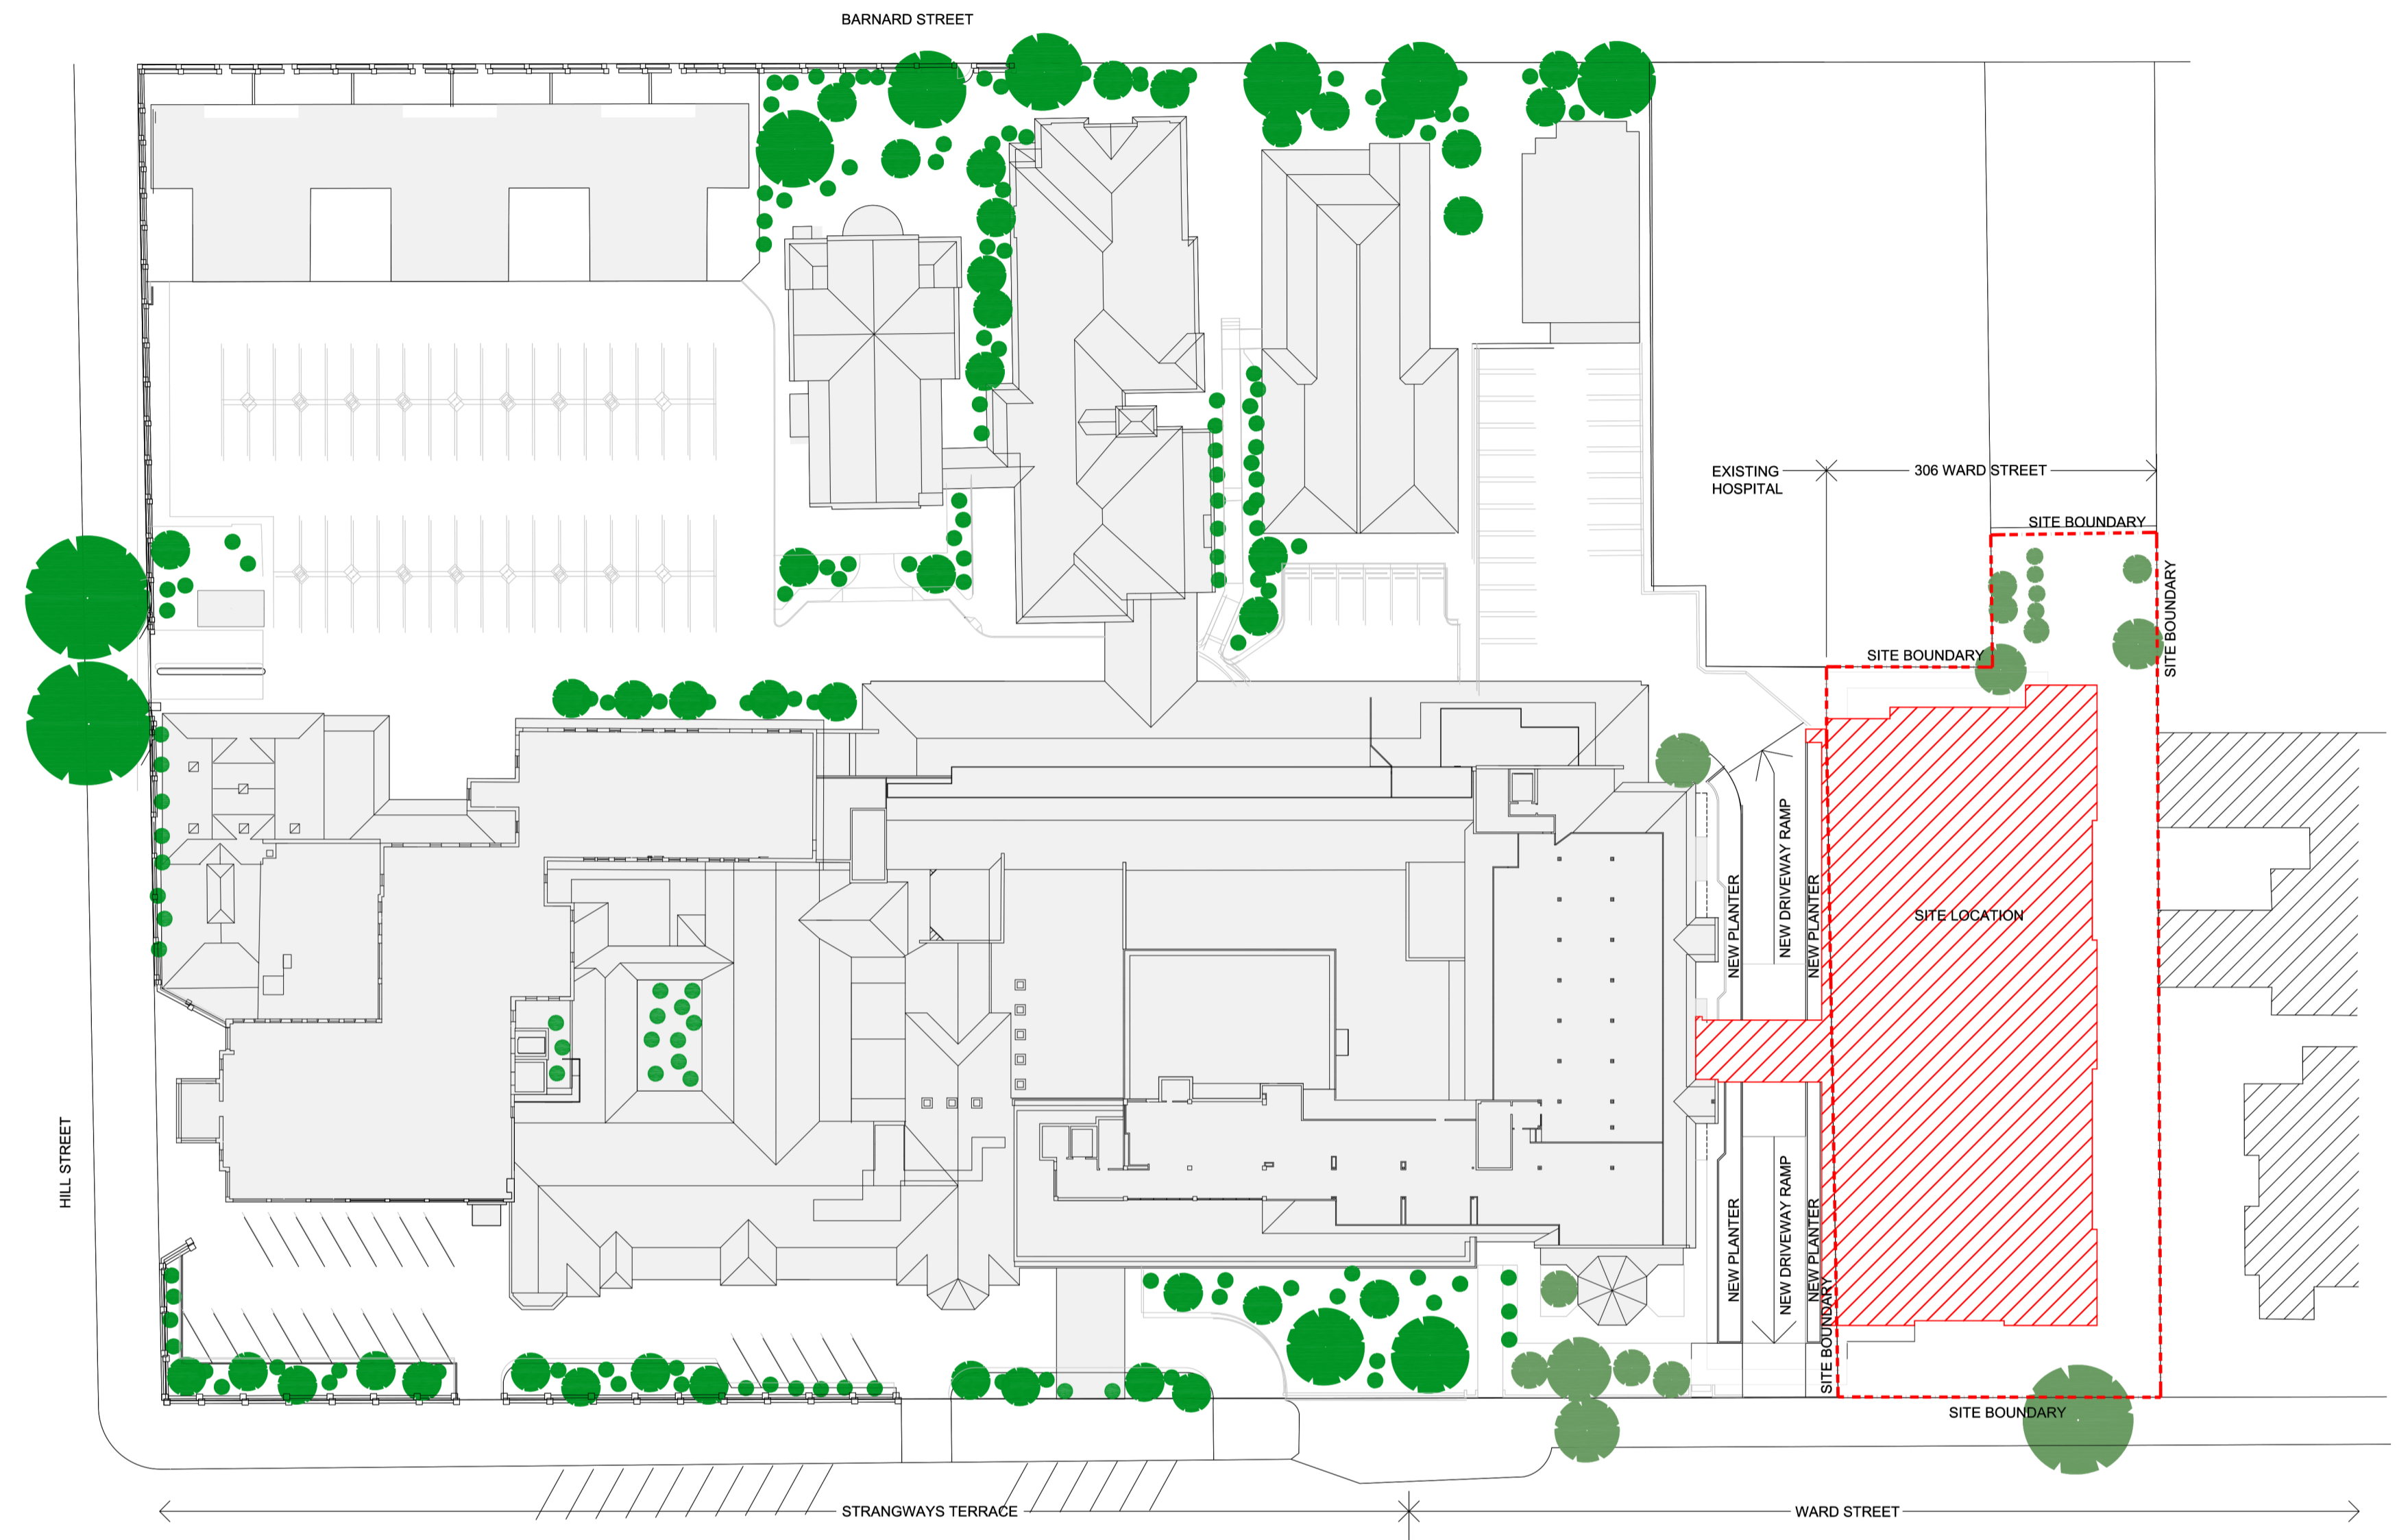 BARNARD STREET
EXISTING
HOSPITAL
306 WARD STREET
SITE BOUNDARY
SITE BOUNDARY
SITE BOUNDARY
NEW PLANTER
NEW DRIVEWAY RAMP
NEW PLANTER
SITE LOCATION
HILL STREET
NEW PLANTER
NEW DRIVEWAY RAMP
NEW PLANTER
SITE BOUNDARY
SITE BOUNDARY
SITE BOUNDARY
STRANGWAYS TERRACE
WARD STREET